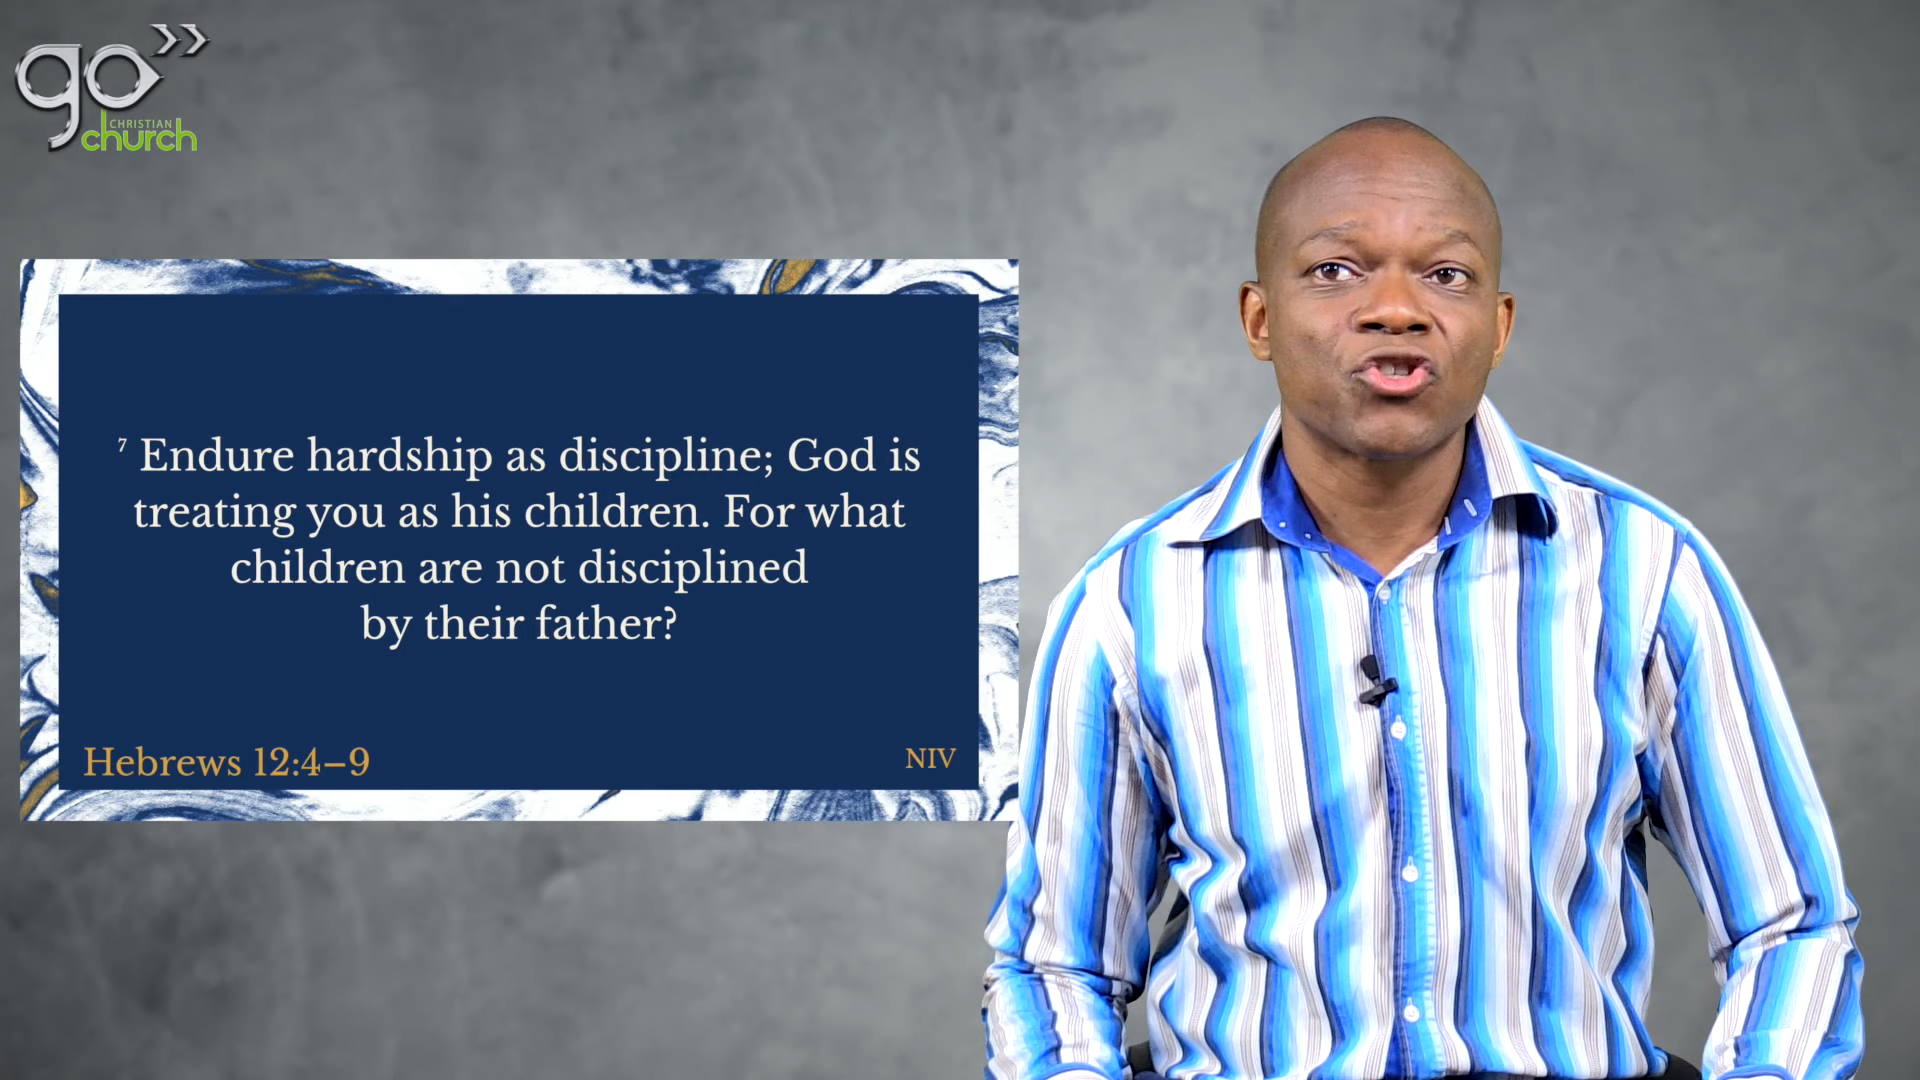 go
CHRISTIAN
church
⁷ Endure hardship as discipline; God is
treating you as his children. For what
children are not disciplined
by their father?
Hebrews 12:4–9
NIV